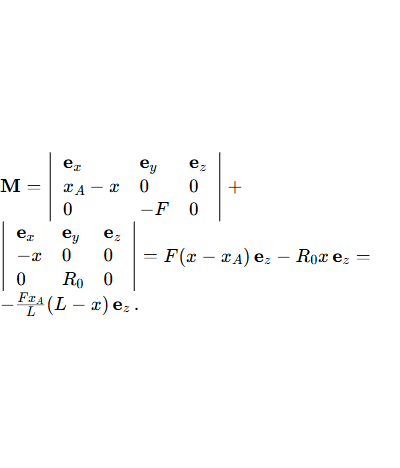 M = | e_x e_y e_z |
| x_A − x 0 0 | +
| 0 −F 0 |
| e_x e_y e_z |
| −x 0 0 | = F(x − x_A) e_z − R_0x e_z =
| 0 R_0 0 |
− \frac{Fx_A}{L}(L − x) e_z .